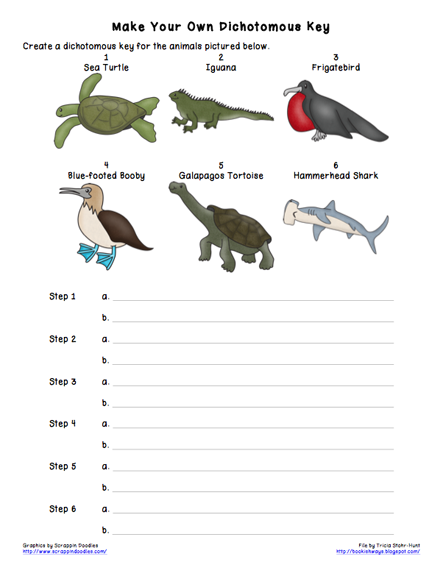 Make Your Own Dichotomous Key
Create a dichotomous key for the animals pictured below.
1
Sea Turtle
2
Iguana
3
Frigatebird
4
Blue-footed Booby
5
Galapagos Tortoise
6
Hammerhead Shark
Step 1 a.
b.
Step 2 a.
b.
Step 3 a.
b.
Step 4 a.
b.
Step 5 a.
b.
Step 6 a.
b.
Graphics by Scrappin Doodles
http://www.scrappindoodles.com/
File by Tricia Stohr-Hunt
http://bookishways.blogspot.com/